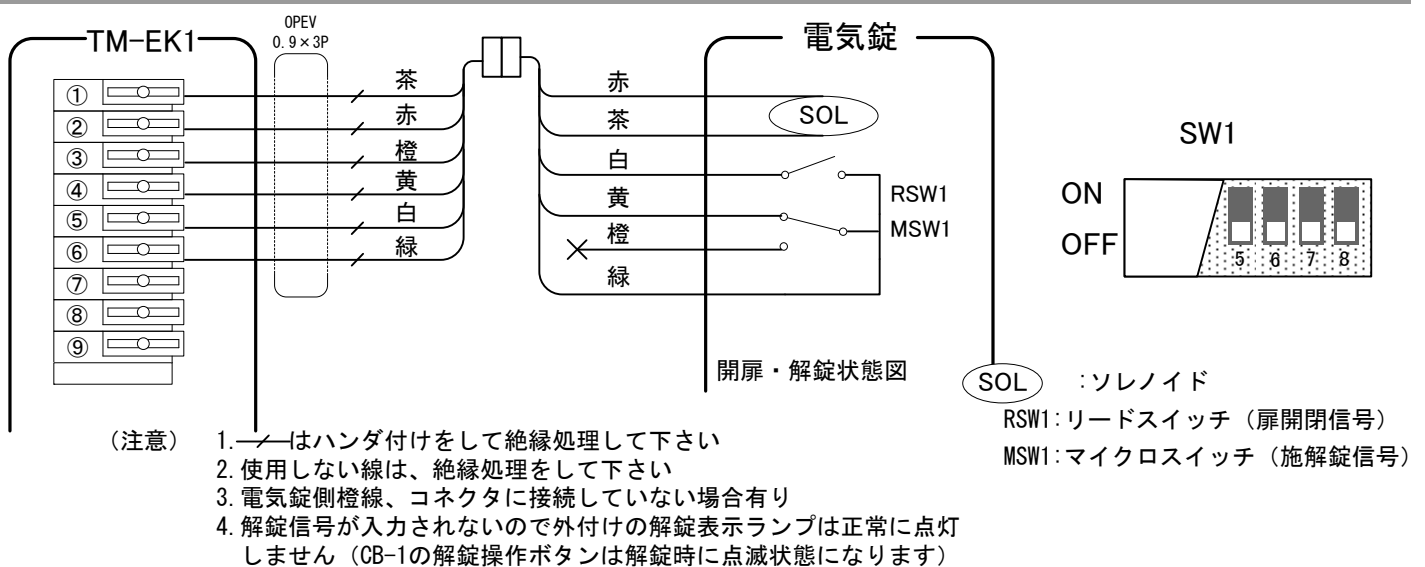 TM-EK1
OPEV
0.9×3P
電気錠
①
②
③
④
⑤
⑥
⑦
⑧
⑨
茶
赤
橙
黄
白
緑
赤
茶
白
黄
橙
緑
SOL
RSW1
MSW1
開扉・解錠状態図
SW1
ON
OFF
5 6 7 8
SOL :ソレノイド
RSW1:リードスイッチ（扉開閉信号）
MSW1:マイクロスイッチ（施解錠信号）
（注意） 1. はハンダ付けをして絶縁処理して下さい
2.使用しない線は、絶縁処理をして下さい
3.電気錠側橙線、コネクタに接続していない場合有り
4.解錠信号が入力されないので外付けの解錠表示ランプは正常に点灯
しません（CB-1の解錠操作ボタンは解錠時に点滅状態になります）